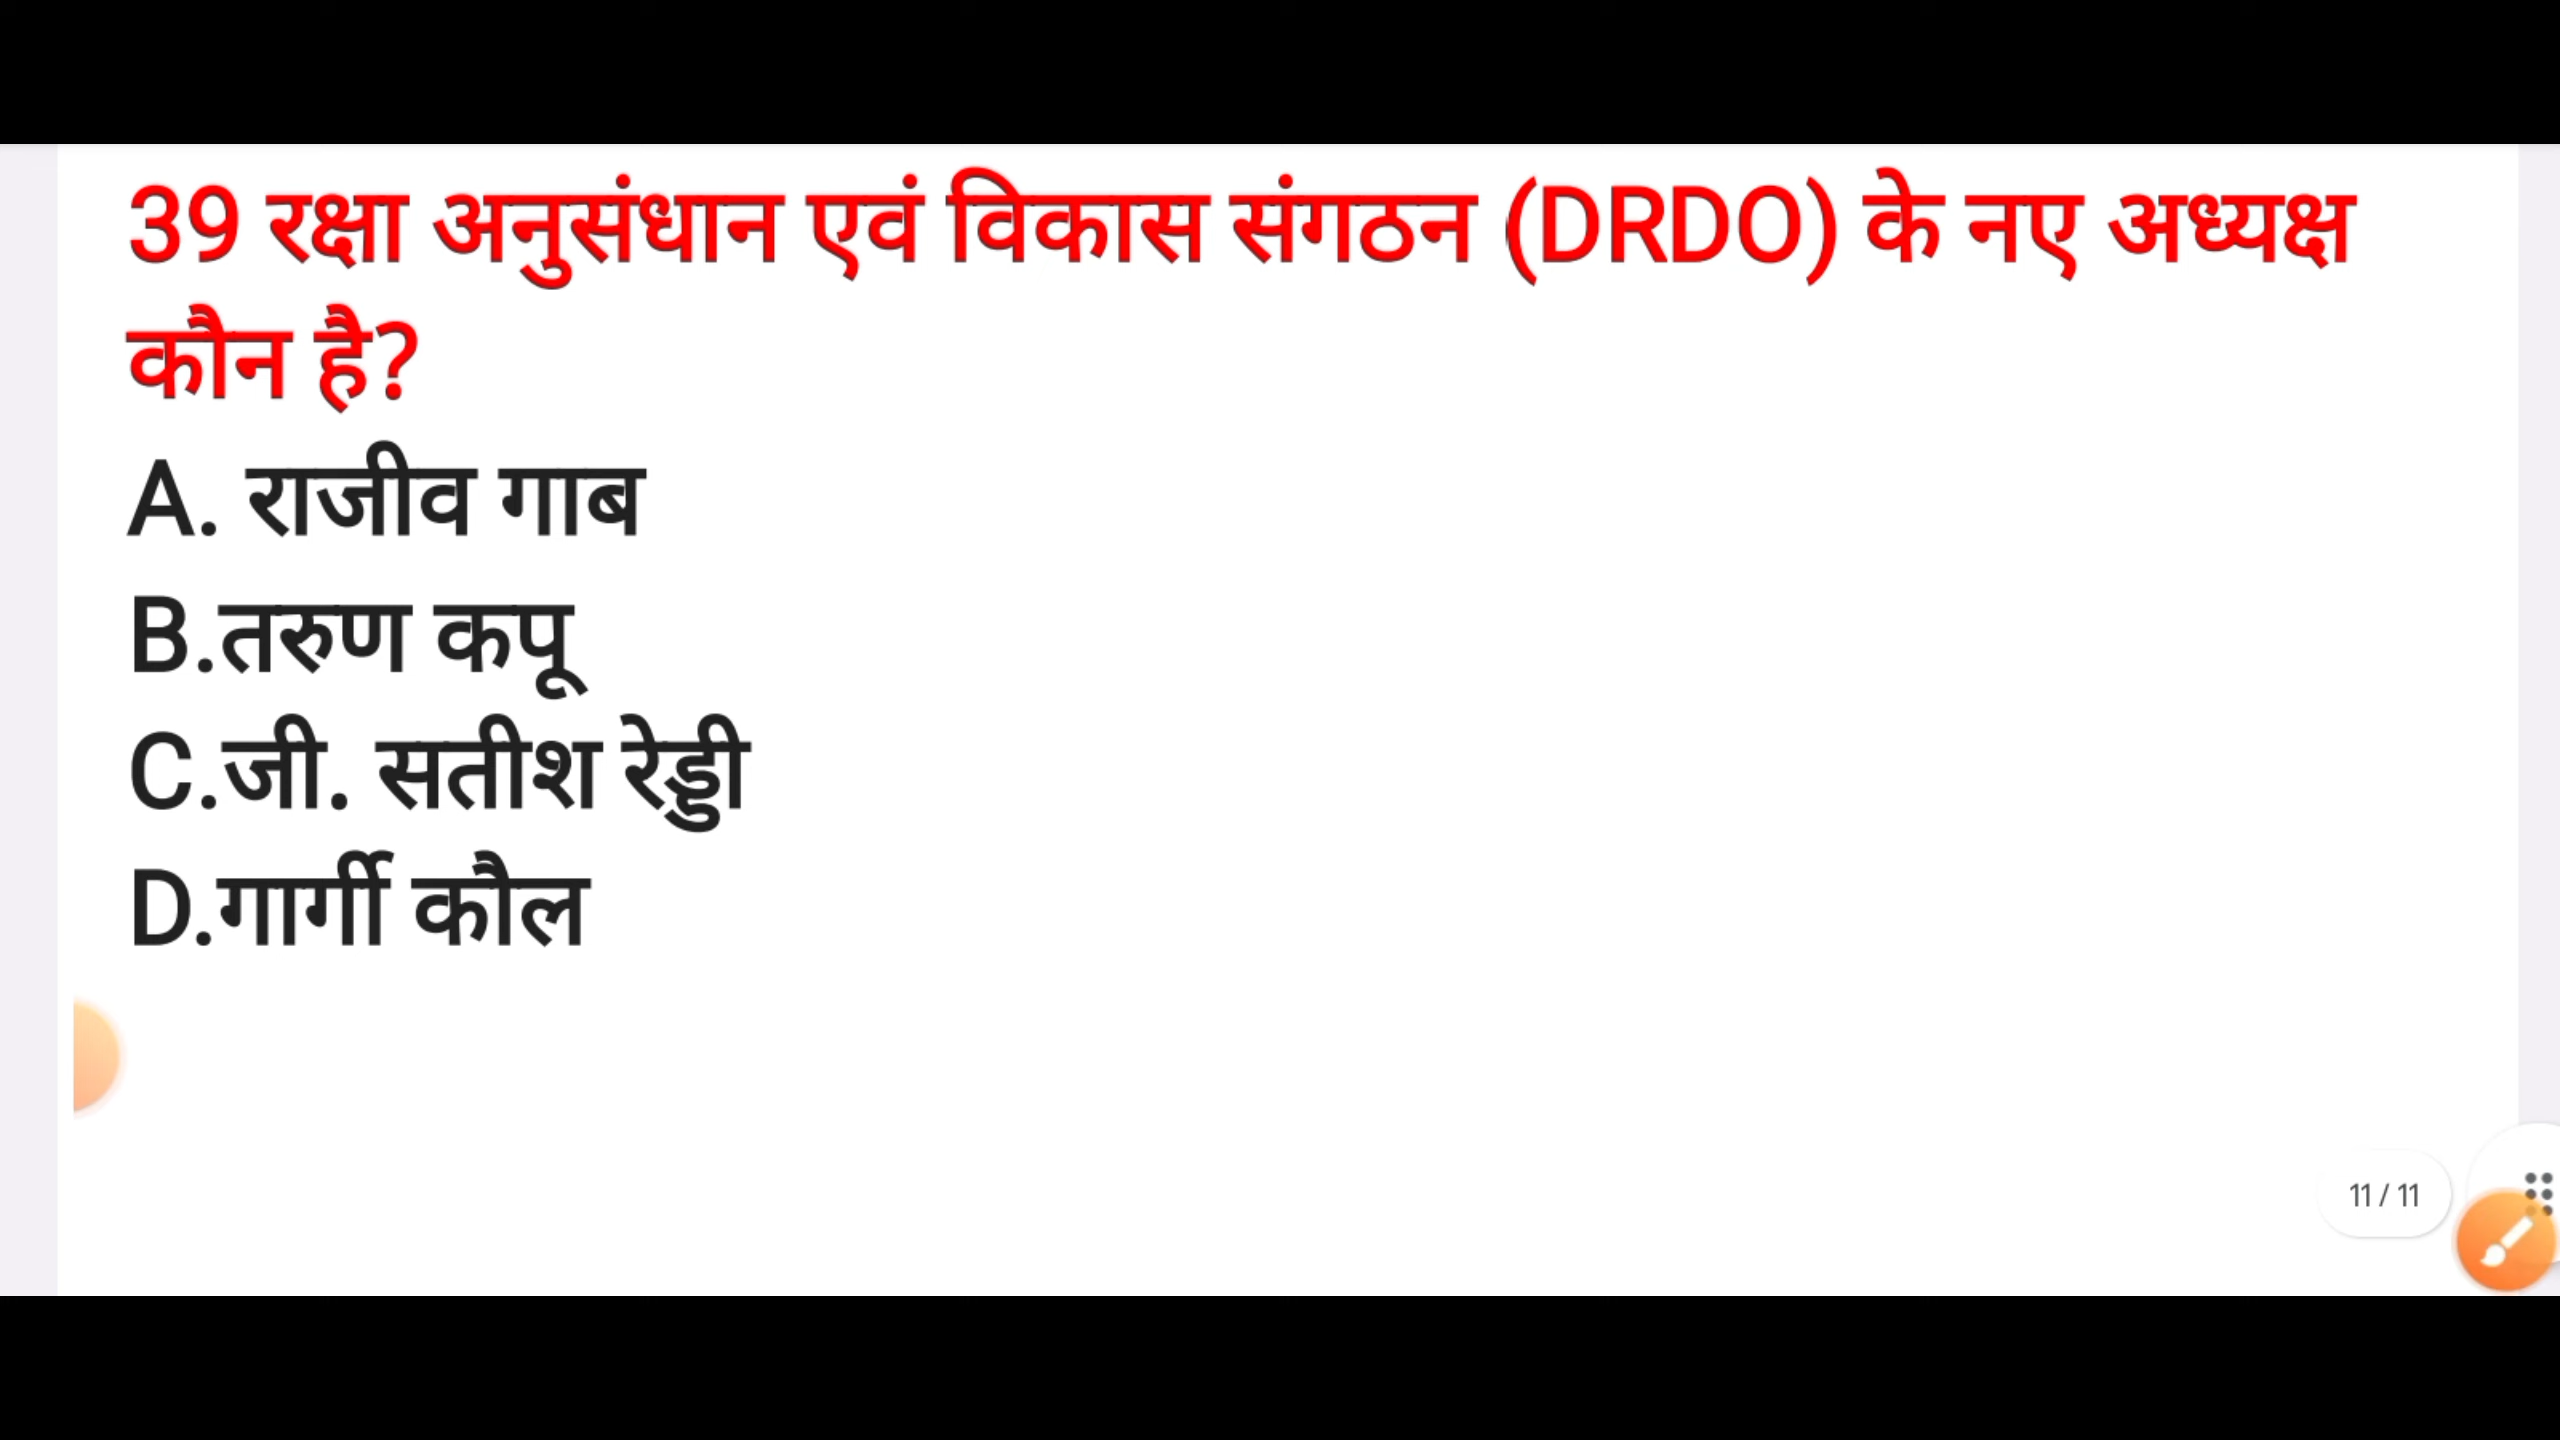 39 रक्षा अनुसंधान एवं विकास संगठन (DRDO) के नए अध्यक्ष
कौन है?
A. राजीव गाब
B.तरुण कपू
C.जी. सतीश रेड्डी
D.गार्गी कौल
11 / 11